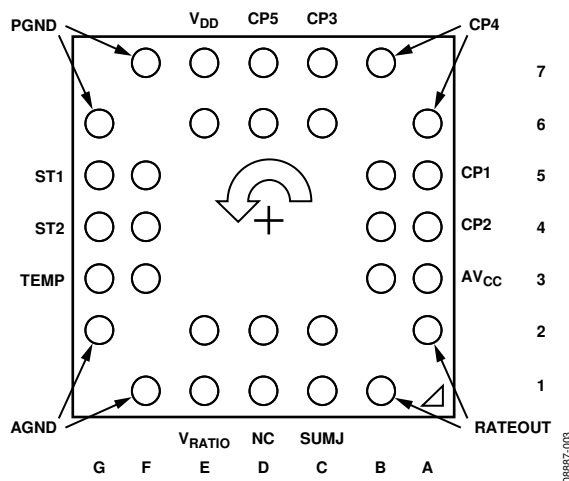 PGND
VDD CP5 CP3
CP4
7
6
ST1 CP1 5
ST2 CP2 4
TEMP AVCC 3
2
1
AGND
VRATIO NC SUMJ
RATEOUT
G F E D C B A
08887-003